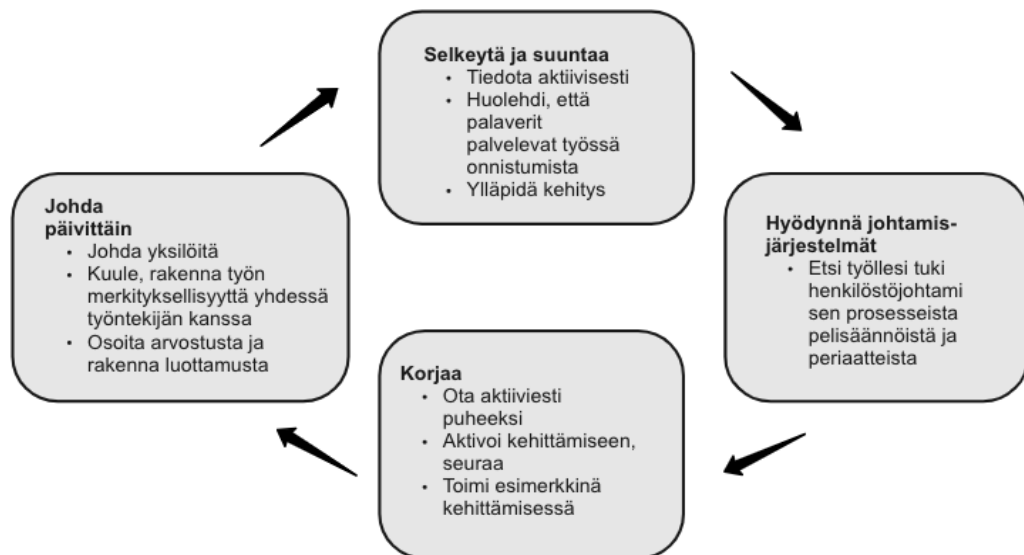 Selkeytä ja suuntaa
• Tiedota aktiivisesti
• Huolehdi, että
palaverit
palvelevat työssä
onnistumista
• Ylläpidä kehitys
Hyödynnä johtamis-
järjestelmät
• Etsi työllesi tuki
henkilöstöjohtami
sen prosesseista
pelisäännöistä ja
periaatteista
Korjaa
• Ota aktiiviesti
puheeksi
• Aktivoi kehittämiseen,
seuraa
• Toimi esimerkkinä
kehittämisessä
Johda
päivittäin
• Johda yksilöitä
• Kuule, rakenna työn
merkityksellisyyttä yhdessä
työntekijän kanssa
• Osoita arvostusta ja
rakenna luottamusta